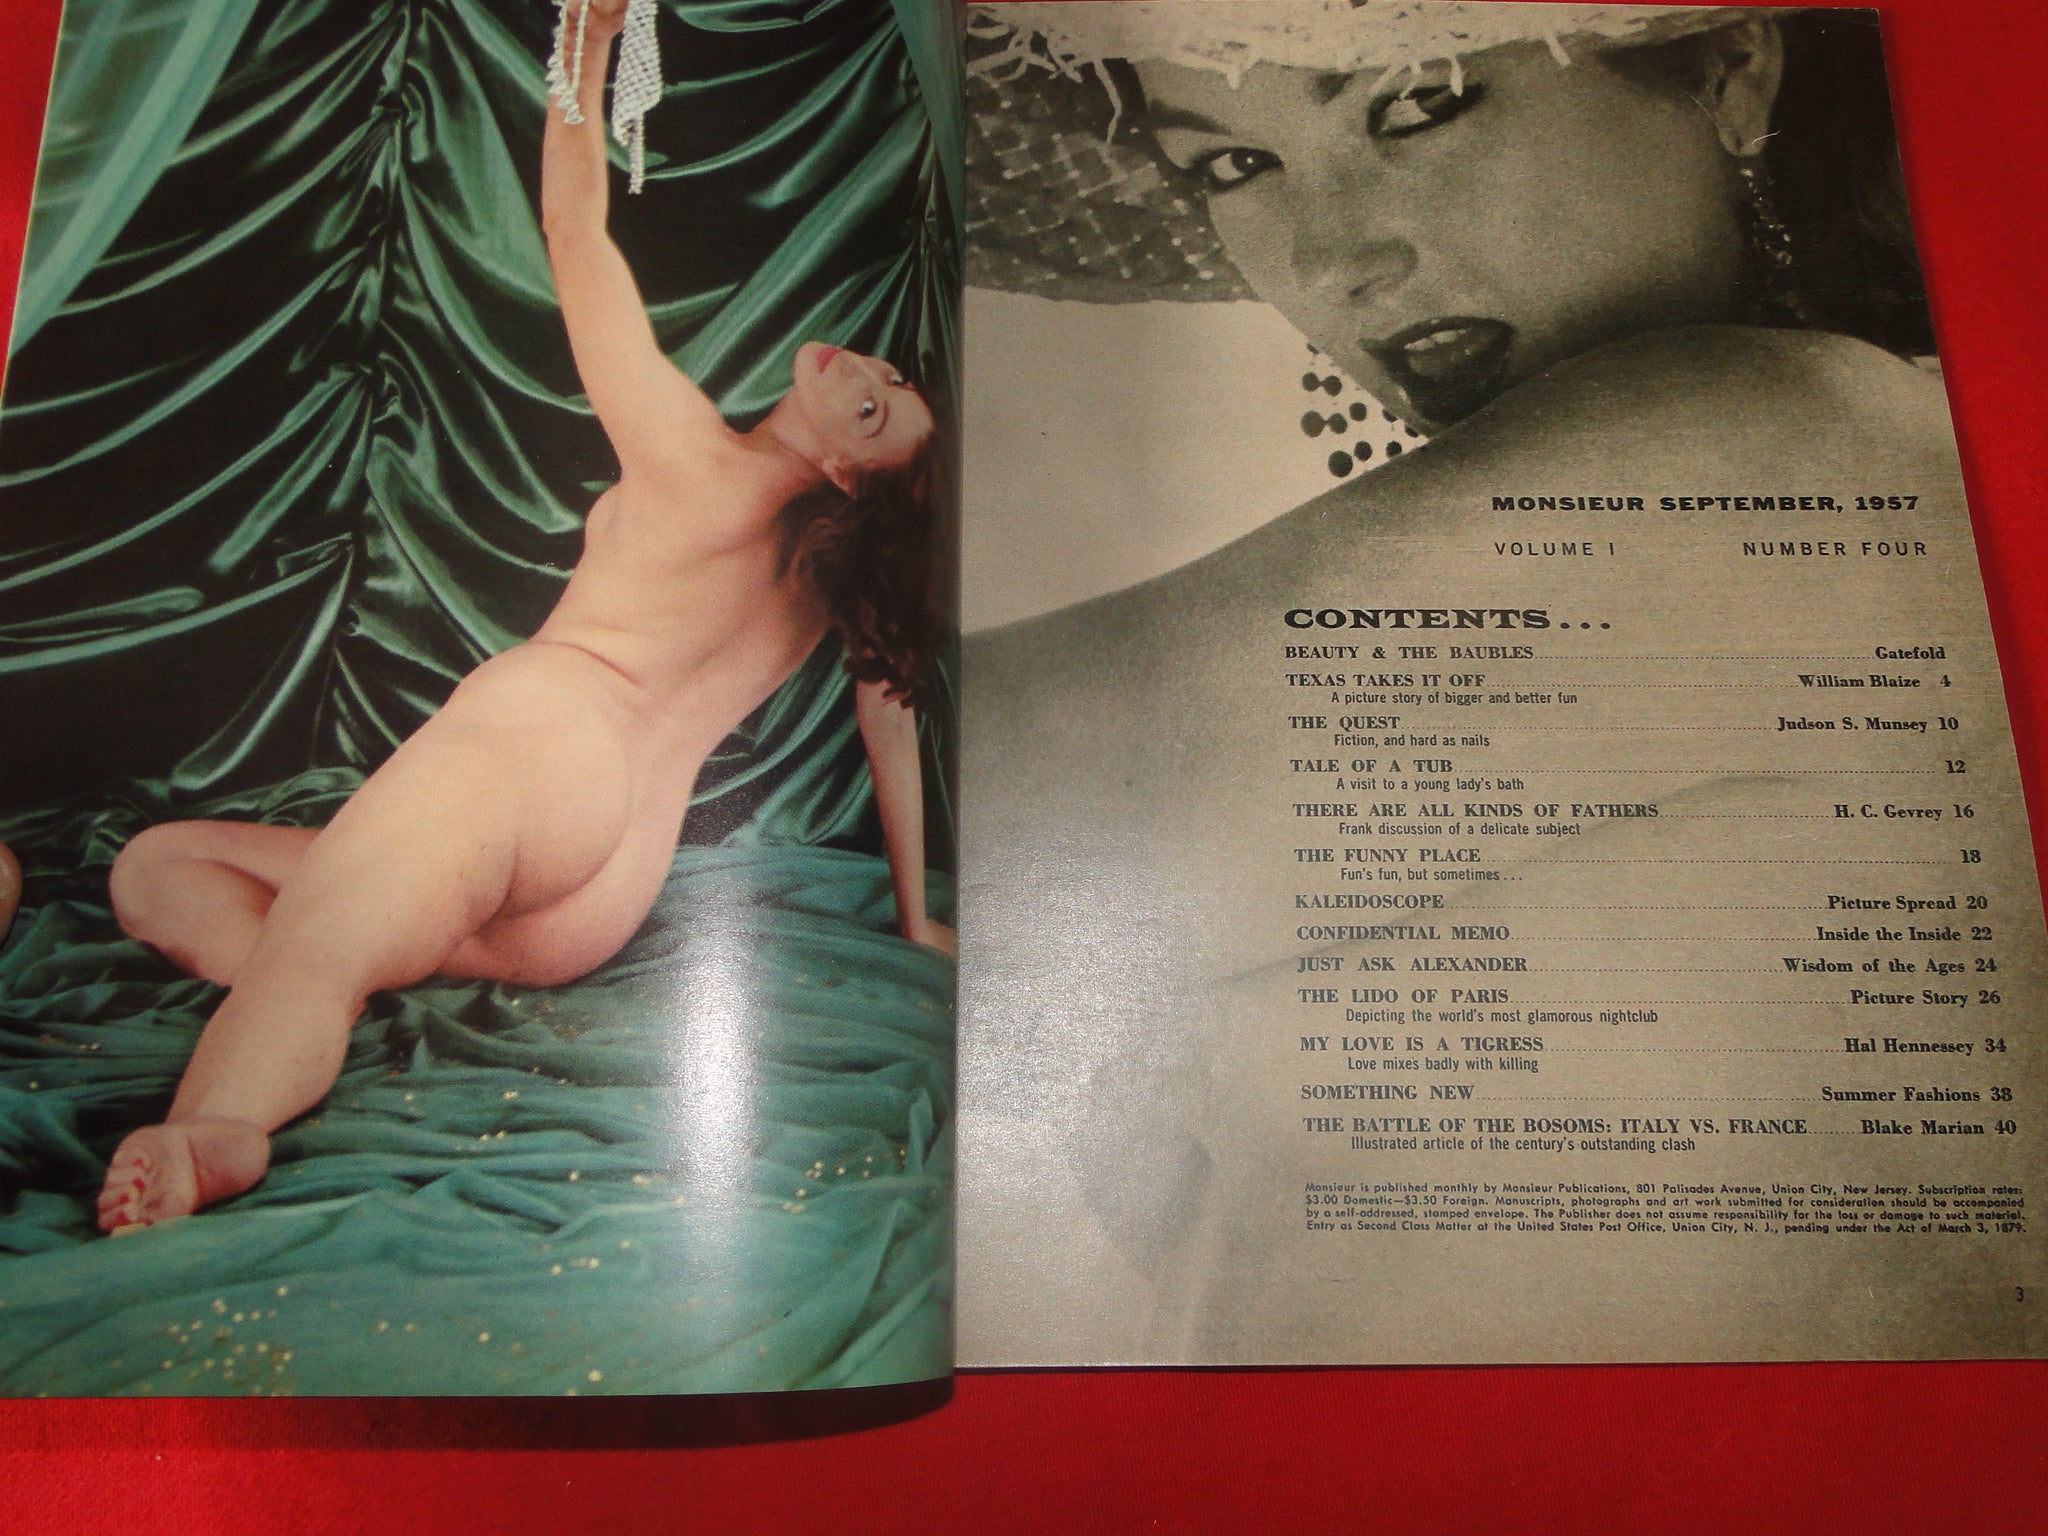 MONSIEUR SEPTEMBER, 1957
VOLUME I NUMBER FOUR
CONTENTS...
BEAUTY & THE BAUBLES Gatefold
TEXAS TAKES IT OFF William Blaize 4
A picture story of bigger and better fun
THE QUEST Judson S. Munsey 10
Fiction, and hard as nails
TALE OF A TUB 12
A visit to a young lady's bath
THERE ARE ALL KINDS OF FATHERS H. C. Gevrey 16
Frank discussion of a delicate subject
THE FUNNY PLACE 18
Fun's fun, but sometimes...
KALEIDOSCOPE Picture Spread 20
CONFIDENTIAL MEMO Inside the Inside 22
JUST ASK ALEXANDER Wisdom of the Ages 24
THE LIDO OF PARIS Picture Story 26
Depicting the world's most glamorous nightclub
MY LOVE IS A TIGRESS Hal Hennessey 34
Love mixes badly with killing
SOMETHING NEW Summer Fashions 38
THE BATTLE OF THE BOSOMS: ITALY VS. FRANCE Blake Marian 40
Illustrated article of the century's outstanding clash
Monsieur is published monthly by Monsieur Publications, 801 Palisades Avenue, Union City, New Jersey. Subscription rates:
$3.00 Domestic—$3.50 Foreign. Manuscripts, photographs and art work submitted for consideration should be accompanied
by a self-addressed, stamped envelope. The Publisher does not assume responsibility for the loss or damage to such material.
Entry as Second Class Matter at the United States Post Office, Union City, N. J., pending under the Act of March 3, 1879.
3